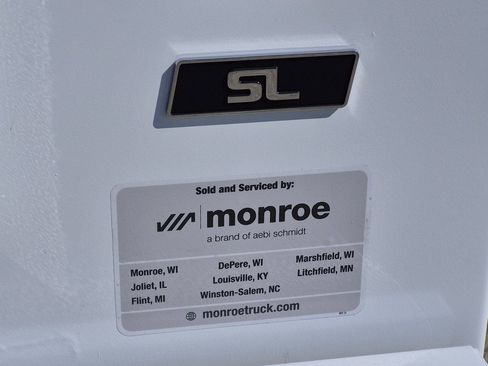 SL
Sold and Serviced by:
monroe
a brand of aebi schmidt
Monroe, WI
DePere, WI
Marshfield, WI
Joliet, IL
Louisville, KY
Litchfield, MN
Flint, MI
Winston-Salem, NC
monroetruck.com